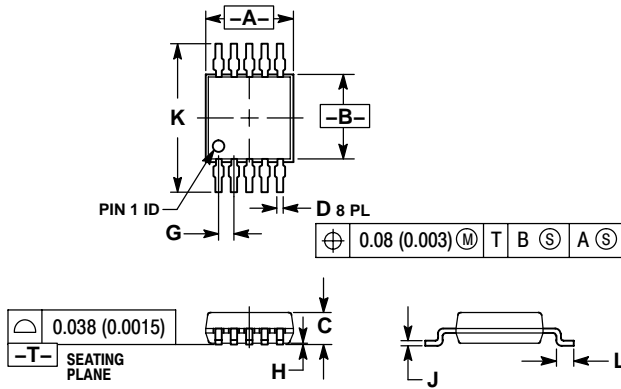 –A–
K
–B–
PIN 1 ID
G
D 8 PL
⌖ 0.08 (0.003) Ⓜ T B Ⓢ A Ⓢ
⌓ 0.038 (0.0015)
–T– SEATING
PLANE
C
H
J
L